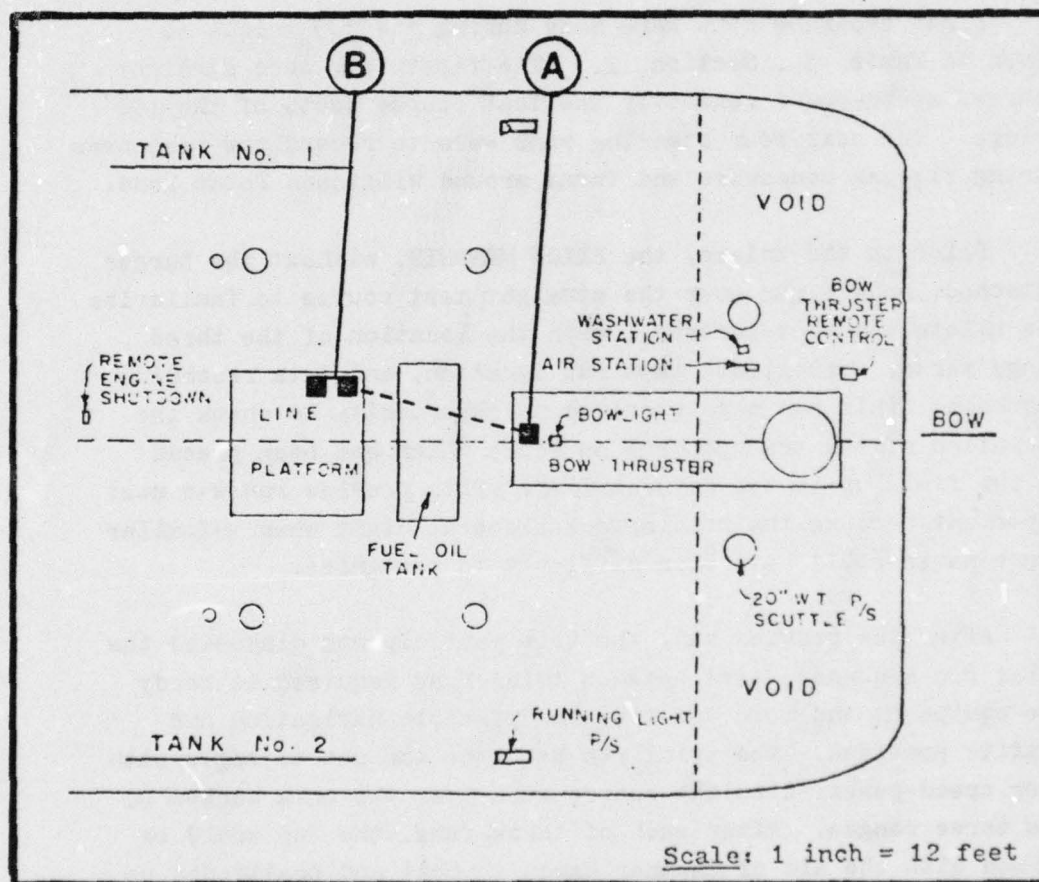 B
A
TANK No. 1
VOID
BOW
THRUSTER
REMOTE
CONTROL
WASHWATER
STATION
AIR STATION
REMOTE
ENGINE
SHUTDOWN
LINE
PLATFORM
BOWLIGHT
BOW
BOW THRUSTER
FUEL OIL
TANK
20" W.T. P/S
SCUTTLE
VOID
RUNNING LIGHT
P/S
TANK No. 2
Scale: 1 inch = 12 feet